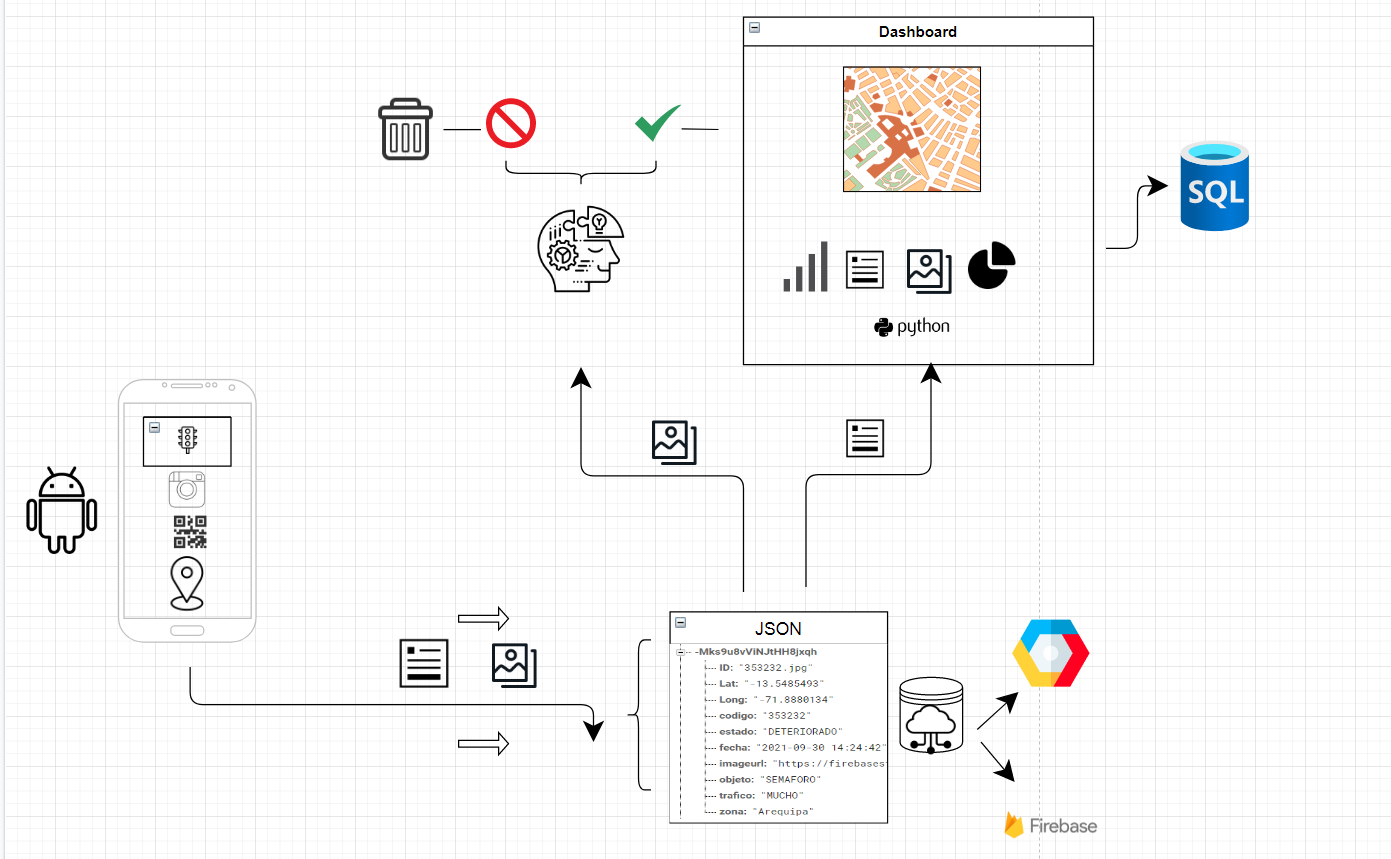 Dashboard
SQL
python
JSON
-Mks9u8vViNJtHH8jxqh
ID: "353232.jpg"
Lat: "-13.5485493"
Long: "-71.8880134"
codigo: "353232"
estado: "DETERIORADO"
fecha: "2021-09-30 14:24:42"
imageurl: "https://firebases
objeto: "SEMAFORO"
trafico: "MUCHO"
zona: "Arequipa"
Firebase